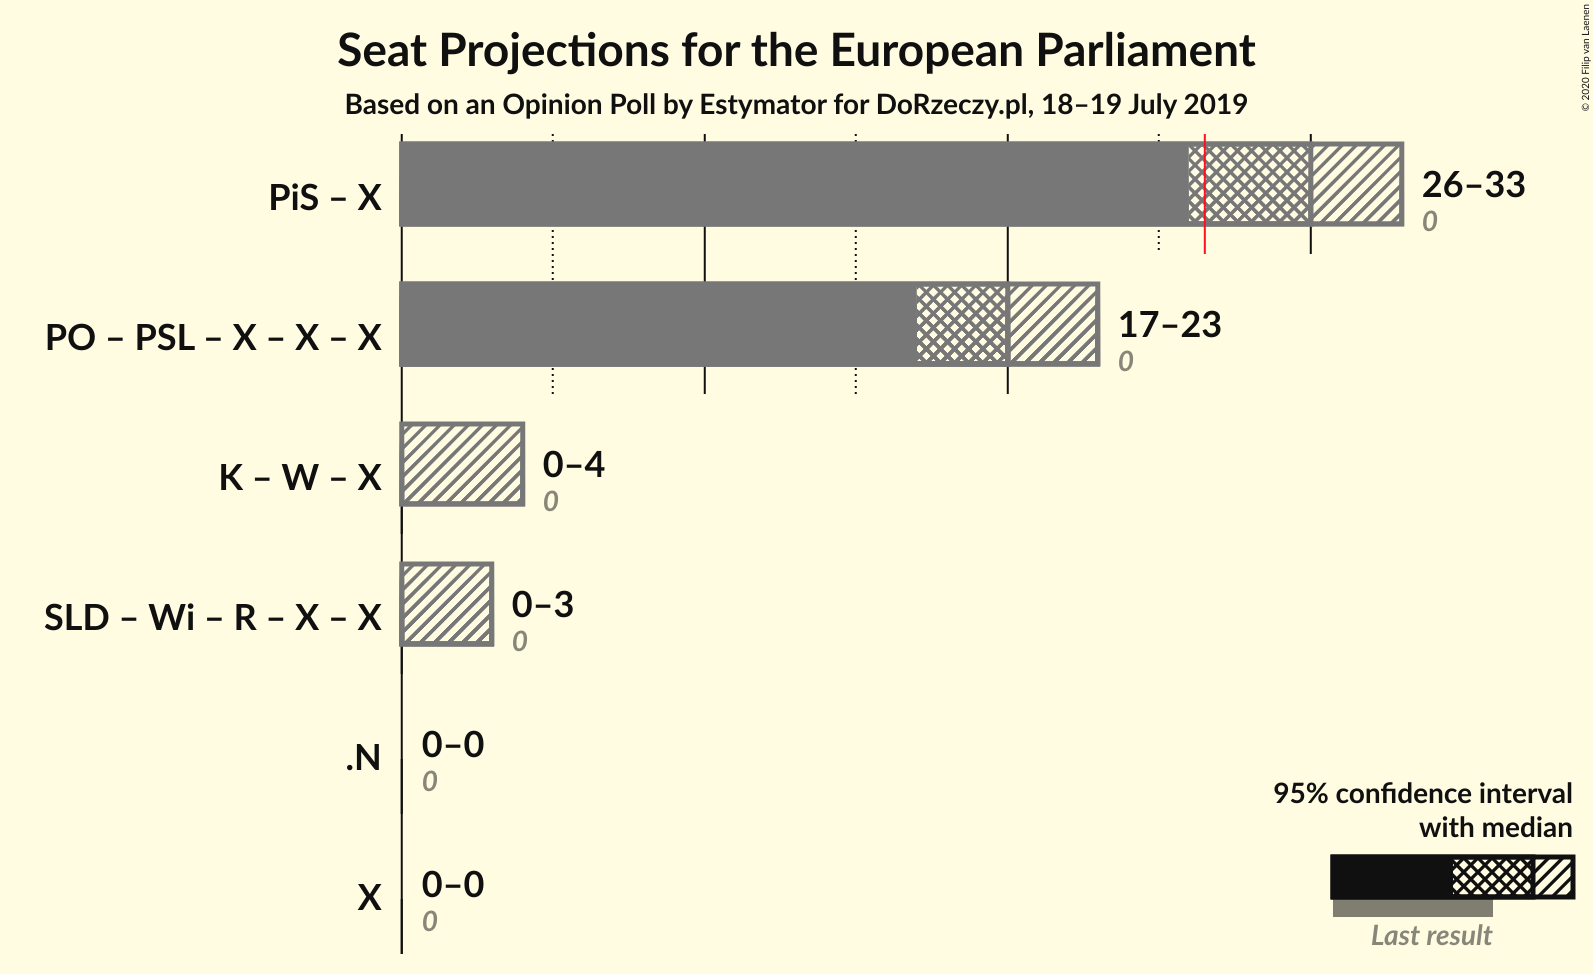 Seat Projections for the European Parliament
Based on an Opinion Poll by Estymator for DoRzeczy.pl, 18–19 July 2019
© 2020 Filip van Laenen
PiS – X
26–33
0
PO – PSL – X – X – X
17–23
0
K – W – X
0–4
0
SLD – Wi – R – X – X
0–3
0
.N
0–0
0
X
0–0
0
95% confidence interval
with median
Last result